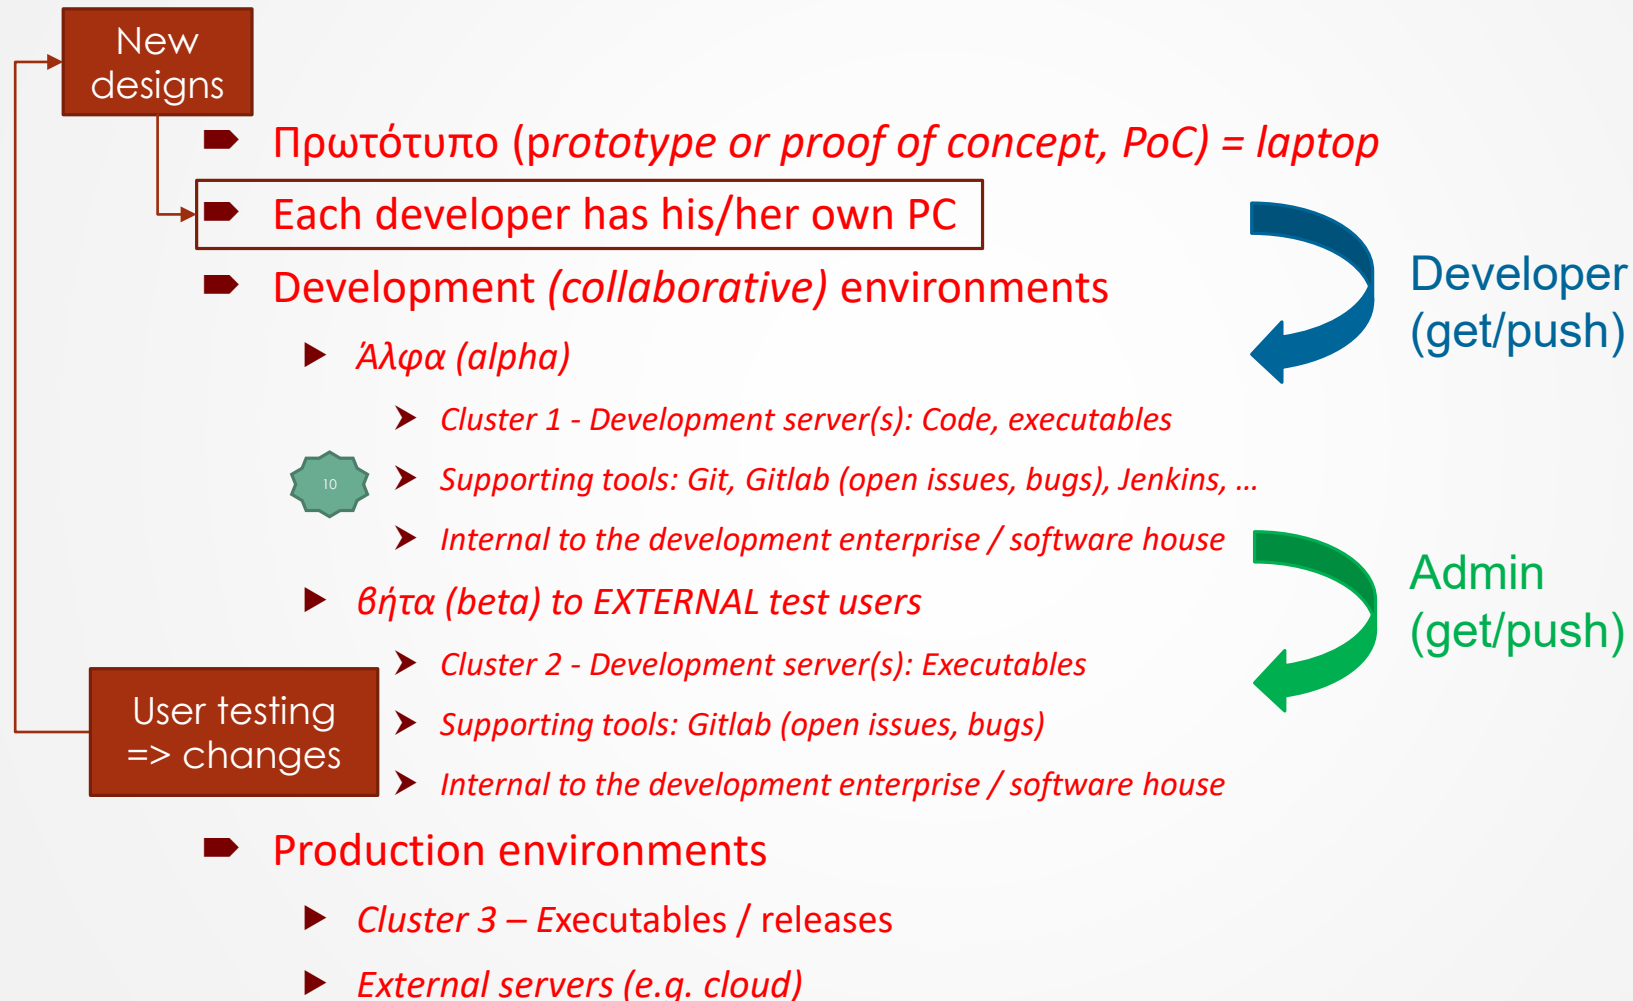 New
designs
Πρωτότυπο (prototype or proof of concept, PoC) = laptop
Each developer has his/her own PC
Development (collaborative) environments
Developer
(get/push)
Άλφα (alpha)
Cluster 1 - Development server(s): Code, executables
10
Supporting tools: Git, Gitlab (open issues, bugs), Jenkins, …
Internal to the development enterprise / software house
Admin
(get/push)
βήτα (beta) to EXTERNAL test users
Cluster 2 - Development server(s): Executables
User testing
=> changes
Supporting tools: Gitlab (open issues, bugs)
Internal to the development enterprise / software house
Production environments
Cluster 3 – Executables / releases
External servers (e.g. cloud)